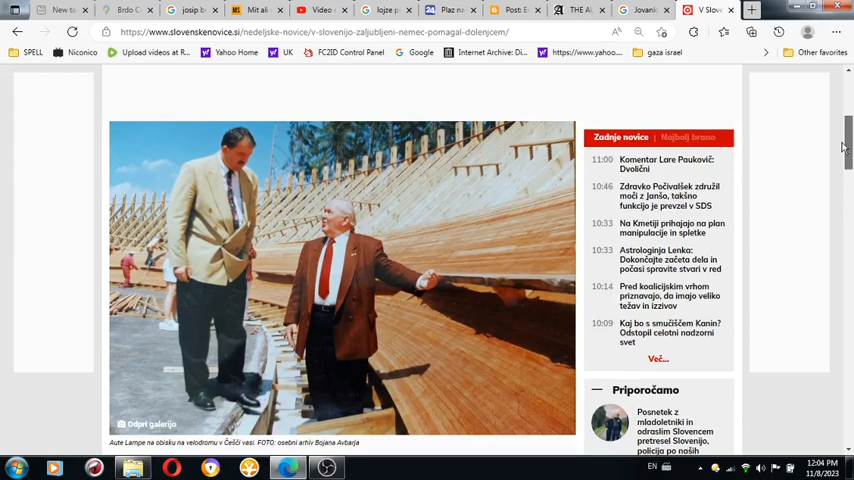 New ta
Brdo C
josip b
Mit ali
Video
lojze p
Plaz na
Post: E
THE Al
Jovank
V Slov
https://www.slovenskenovice.si/nedeljske-novice/v-slovenijo-zaljubljeni-nemec-pomagal-dolenjcem/
SPELL
Niconico
Upload videos at R...
Yahoo Home
UK
FC2ID Control Panel
Google
Internet Archive: Di...
https://www.yahoo....
gaza israel
Other favorites
Zadnje novice | Najbolj brano
11:00 Komentar Lare Paukovič:
Dvolični
10:46 Zdravko Počivalšek združil
moči z Janšo, takšno
funkcijo je prevzel v SDS
10:33 Na Kmetiji prihajajo na plan
manipulacije in spletke
10:33 Astrologinja Lenka:
Dokončajte začeta dela in
počasi spravite stvari v red
10:14 Pred koalicijskim vrhom
priznavajo, da imajo veliko
težav in izzivov
10:09 Kaj bo s smučiščem Kanin?
Odstopil celotni nadzorni
svet
Več...
Priporočamo
Posnetek z
mladoletniki in
odraslim Slovencem
pretresel Slovenijo,
policija po naših
Odpri galerijo
Aute Lampe na obisku na velodromu v Češči vasi. FOTO: osebni arhiv Bojana Avbarja
EN
12:04 PM
11/8/2023